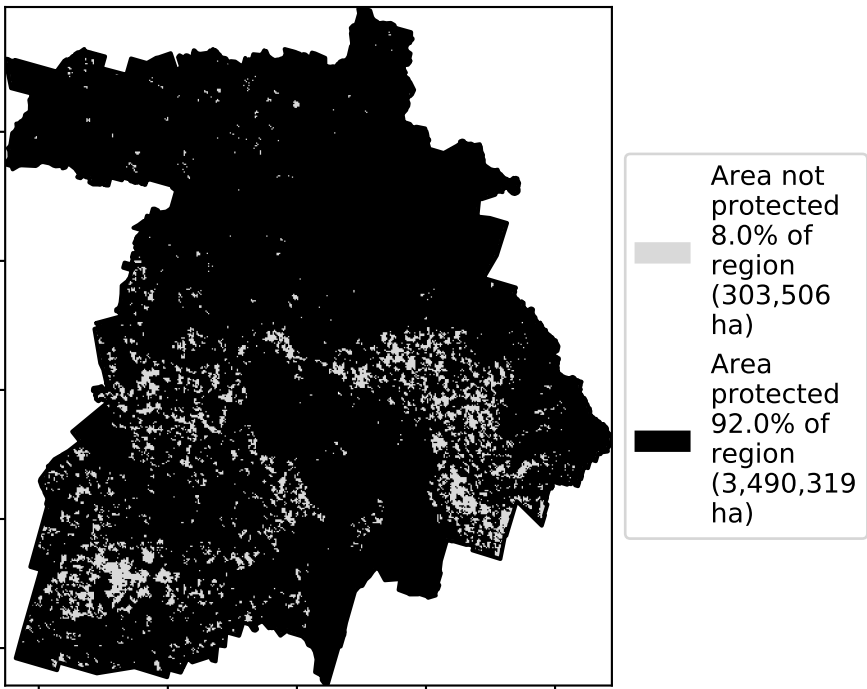 Area not
protected
8.0% of
region
(303,506
ha)
Area
protected
92.0% of
region
(3,490,319
ha)